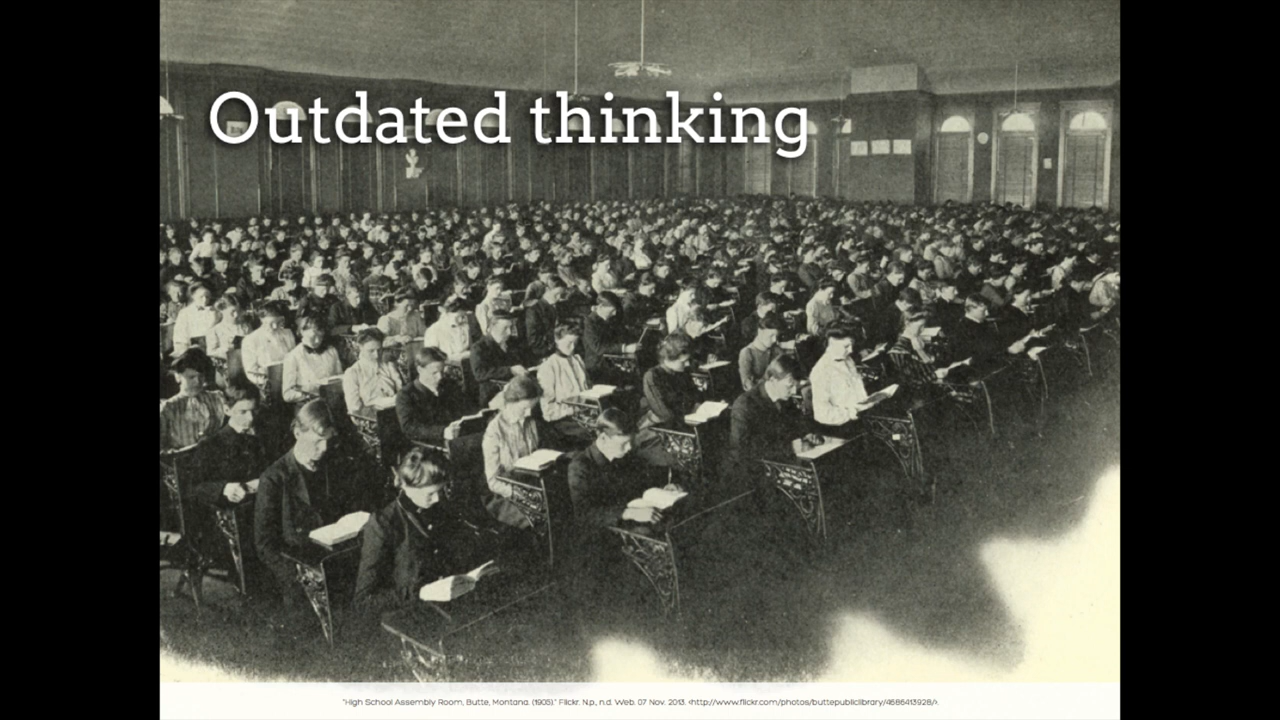 Outdated thinking
"High School Assembly Room, Butte, Montana. (1905)." Flickr. N.p., n.d. Web. 07 Nov. 2013. <http://www.flickr.com/photos/buttepubliclibrary/4686413928/>.